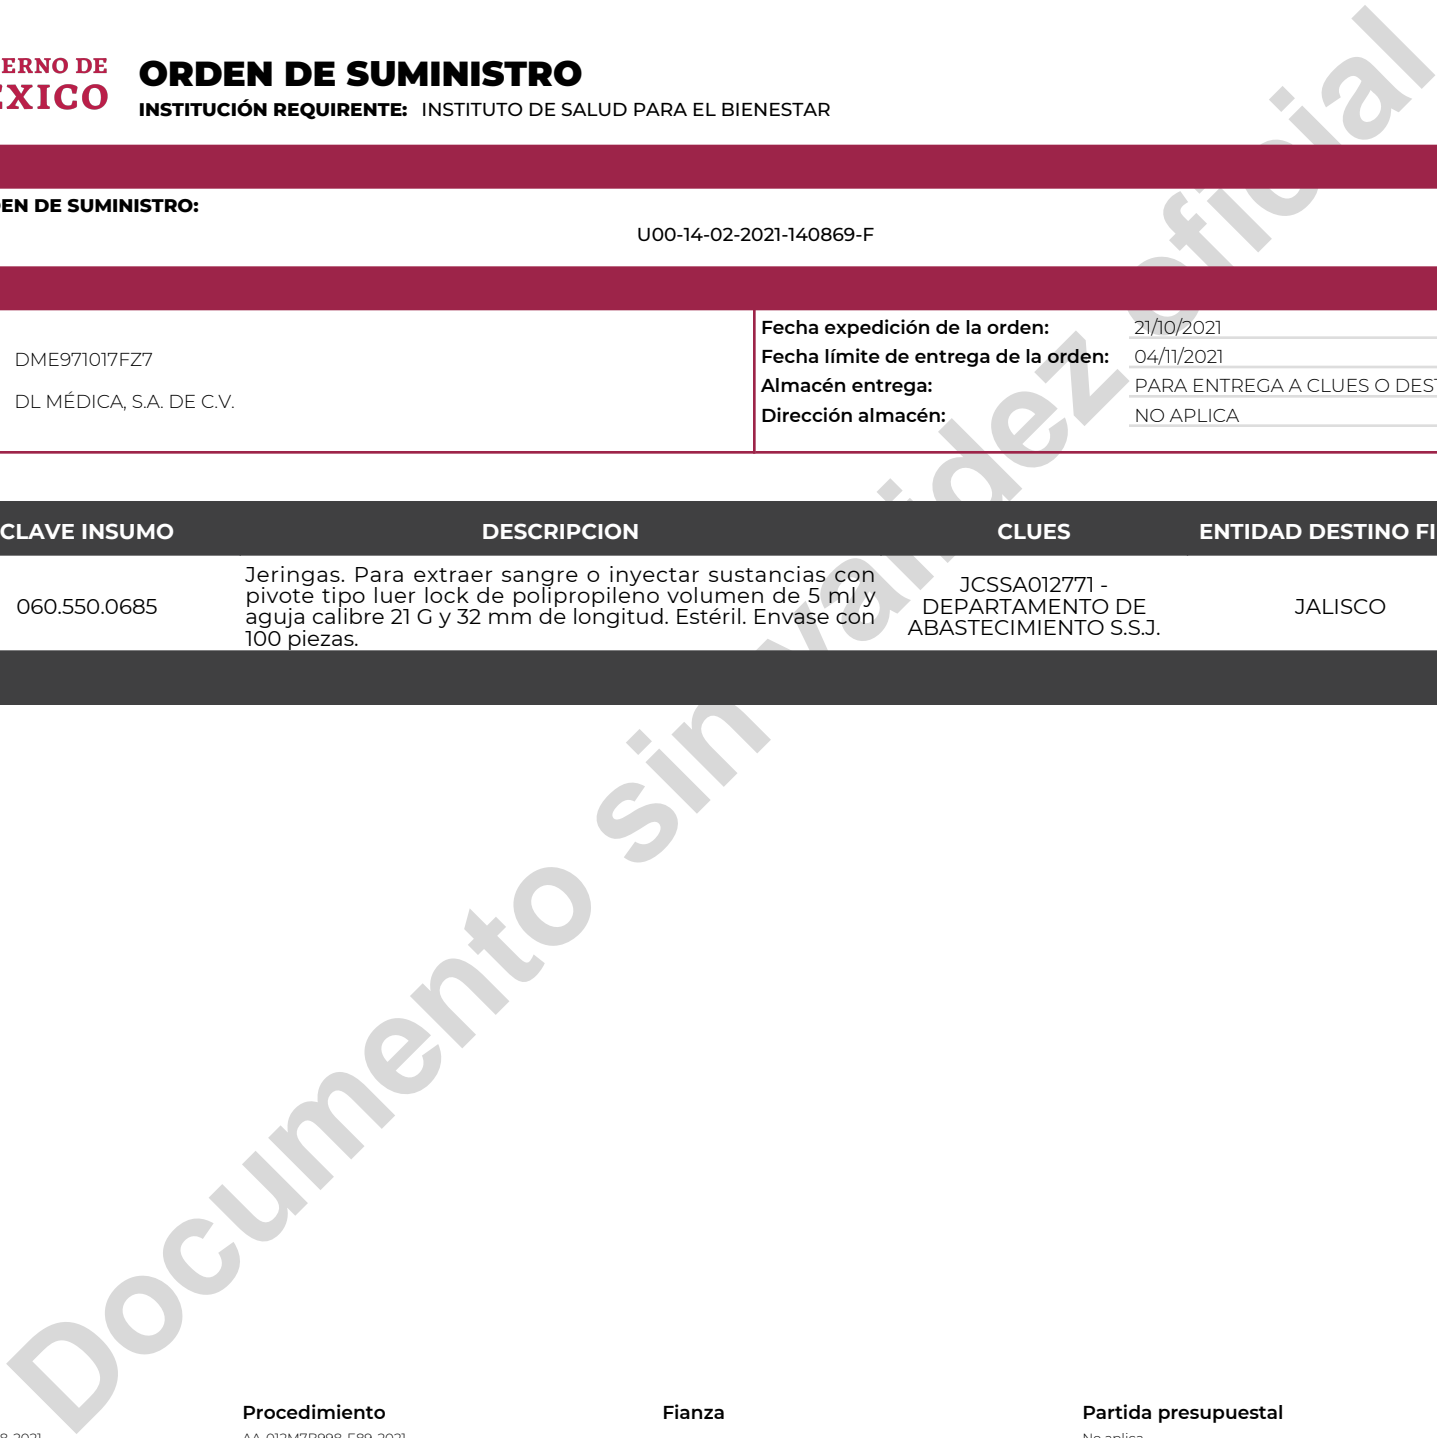 ERNO DE
ÉXICO
ORDEN DE SUMINISTRO
INSTITUCIÓN REQUIRENTE: INSTITUTO DE SALUD PARA EL BIENESTAR
EN DE SUMINISTRO:
U00-14-02-2021-140869-F
DME971017FZ7
DL MÉDICA, S.A. DE C.V.
Fecha expedición de la orden: 21/10/2021
Fecha límite de entrega de la orden: 04/11/2021
Almacén entrega: PARA ENTREGA A CLUES O DEST
Dirección almacén: NO APLICA
CLAVE INSUMO DESCRIPCION CLUES ENTIDAD DESTINO FI
060.550.0685
Jeringas. Para extraer sangre o inyectar sustancias con
pivote tipo luer lock de polipropileno volumen de 5 ml y
aguja calibre 21 G y 32 mm de longitud. Estéril. Envase con
100 piezas.
JCSSA012771 -
DEPARTAMENTO DE
ABASTECIMIENTO S.S.J.
JALISCO
Documento sin validez oficial
Procedimiento Fianza Partida presupuestal